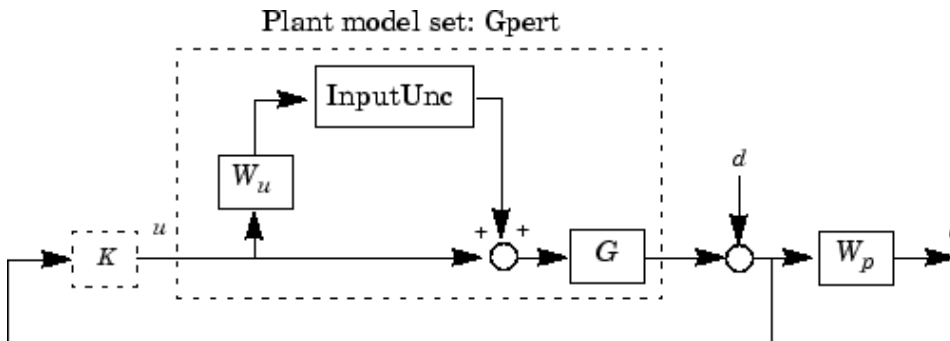 Plant model set: Gpert
InputUnc
W_u
d
u
+ +
K
G
W_p